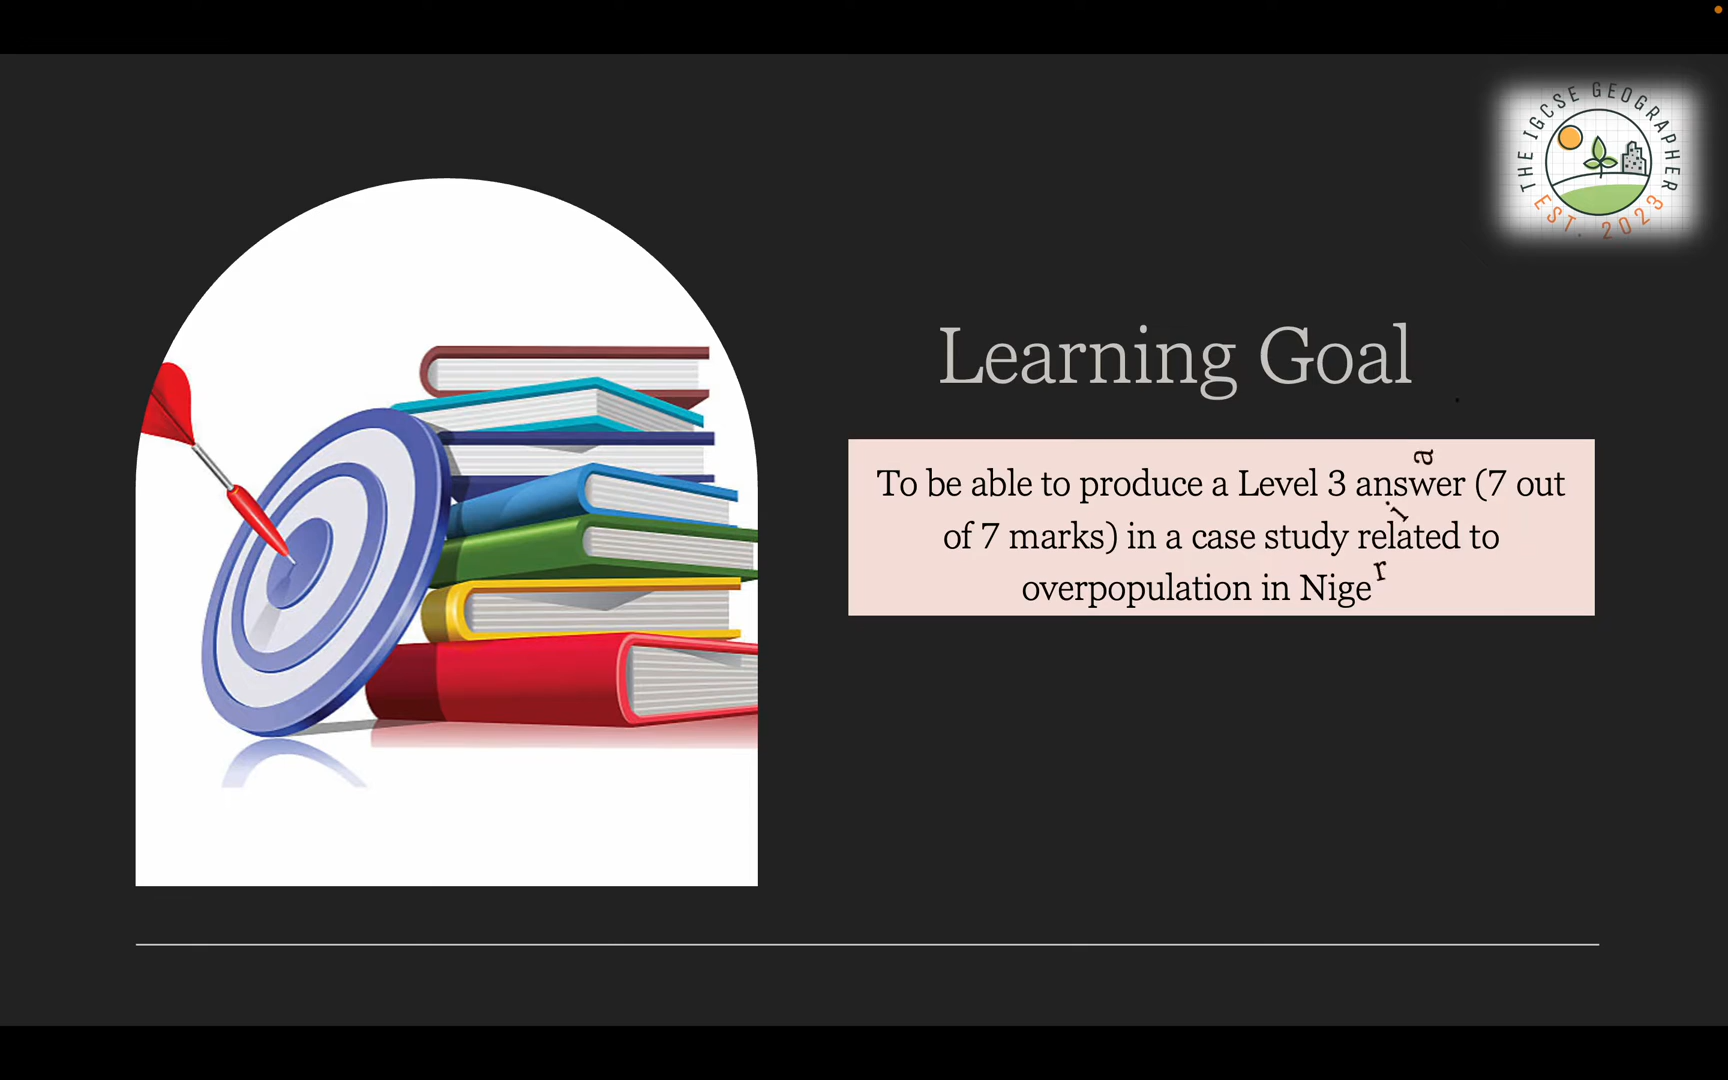 THE IGCSE GEOGRAPHER
EST. 2023
Learning Goal
To be able to produce a Level 3 answer (7 out
of 7 marks) in a case study related to
overpopulation in Nigeria